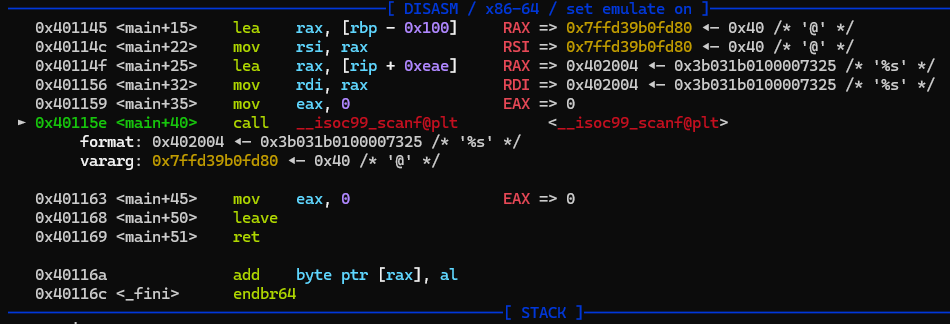 [ DISASM / x86-64 / set emulate on ]
0x401145 <main+15> lea rax, [rbp - 0x100] RAX => 0x7ffd39b0fd80 ◂— 0x40 /* '@' */
0x40114c <main+22> mov rsi, rax RSI => 0x7ffd39b0fd80 ◂— 0x40 /* '@' */
0x40114f <main+25> lea rax, [rip + 0xeae] RAX => 0x402004 ◂— 0x3b031b0100007325 /* '%s' */
0x401156 <main+32> mov rdi, rax RDI => 0x402004 ◂— 0x3b031b0100007325 /* '%s' */
0x401159 <main+35> mov eax, 0 EAX => 0
► 0x40115e <main+40> call __isoc99_scanf@plt <__isoc99_scanf@plt>
format: 0x402004 ◂— 0x3b031b0100007325 /* '%s' */
vararg: 0x7ffd39b0fd80 ◂— 0x40 /* '@' */
0x401163 <main+45> mov eax, 0 EAX => 0
0x401168 <main+50> leave
0x401169 <main+51> ret
0x40116a add byte ptr [rax], al
0x40116c <_fini> endbr64
[ STACK ]